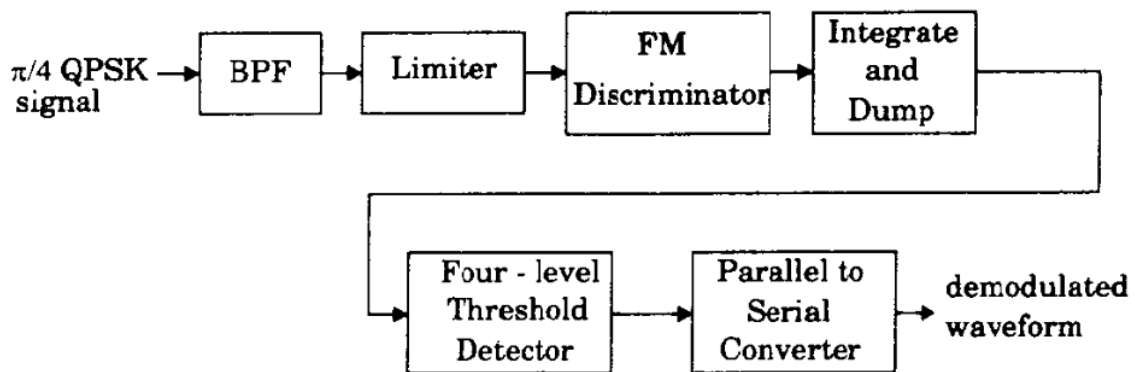 π/4 QPSK
signal
BPF
Limiter
FM
Discriminator
Integrate
and
Dump
Four - level
Threshold
Detector
Parallel to
Serial
Converter
demodulated
waveform